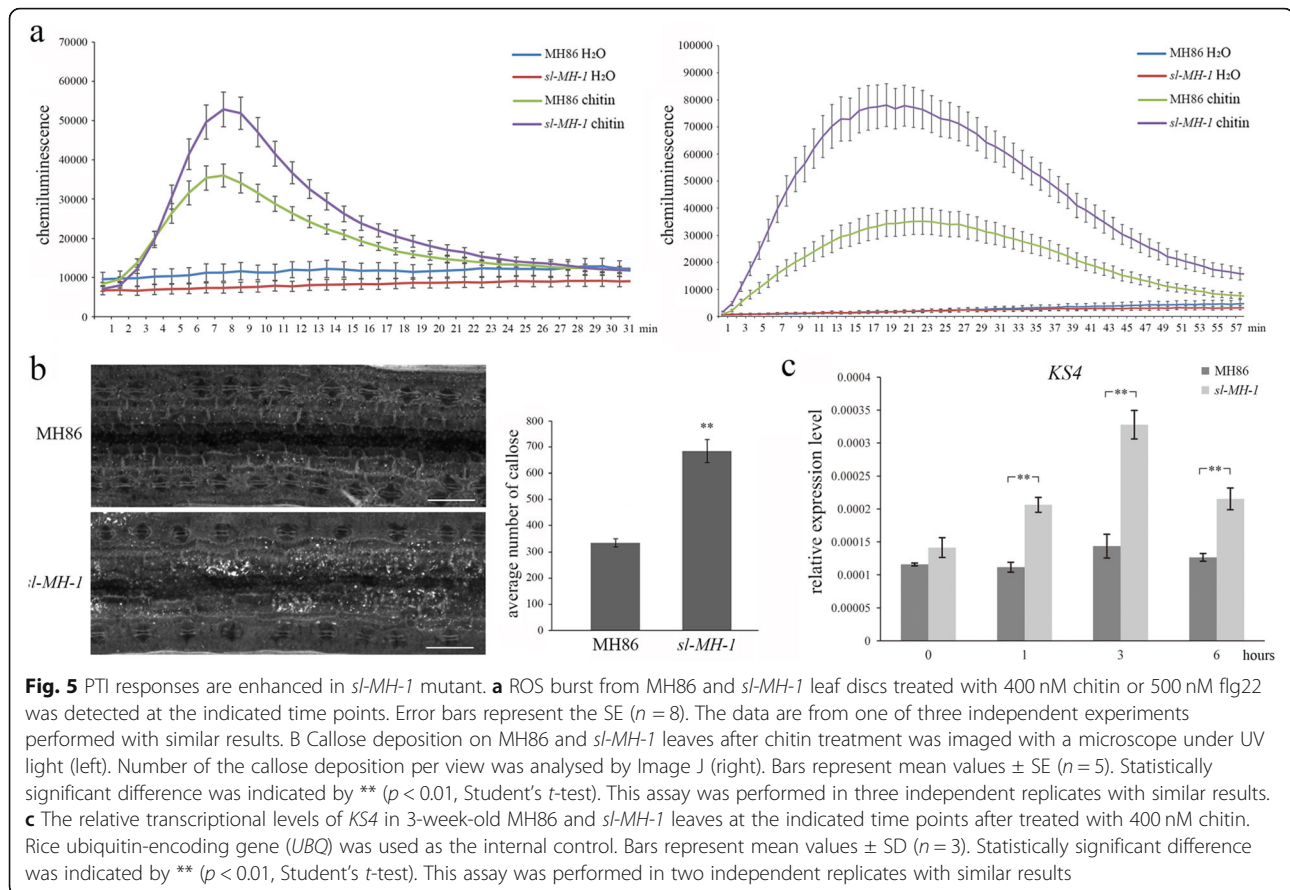 a
70000
60000
50000
40000
30000
20000
10000
0
chemiluminescence
MH86 H₂O
sl-MH-1 H₂O
MH86 chitin
sl-MH-1 chitin
1 2 3 4 5 6 7 8 9 10 11 12 13 14 15 16 17 18 19 20 21 22 23 24 25 26 27 28 29 30 31 min
100000
90000
80000
70000
60000
50000
40000
30000
20000
10000
0
chemiluminescence
MH86 H₂O
sl-MH-1 H₂O
MH86 chitin
sl-MH-1 chitin
1 3 5 7 9 11 13 15 17 19 21 23 25 27 29 31 33 35 37 39 41 43 45 47 49 51 53 55 57 min
b
MH86
sl-MH-1
800
700
600
500
400
300
200
100
0
average number of callose
**
MH86 sl-MH-1
c
KS4
MH86
sl-MH-1
0.0004
0.00035
0.0003
0.00025
0.0002
0.00015
0.0001
0.00005
0
relative expression level
**
**
**
0 1 3 6 hours
Fig. 5 PTI responses are enhanced in sl-MH-1 mutant. a ROS burst from MH86 and sl-MH-1 leaf discs treated with 400 nM chitin or 500 nM flg22
was detected at the indicated time points. Error bars represent the SE (n = 8). The data are from one of three independent experiments
performed with similar results. B Callose deposition on MH86 and sl-MH-1 leaves after chitin treatment was imaged with a microscope under UV
light (left). Number of the callose deposition per view was analysed by Image J (right). Bars represent mean values ± SE (n = 5). Statistically
significant difference was indicated by ** (p < 0.01, Student's t-test). This assay was performed in three independent replicates with similar results.
c The relative transcriptional levels of KS4 in 3-week-old MH86 and sl-MH-1 leaves at the indicated time points after treated with 400 nM chitin.
Rice ubiquitin-encoding gene (UBQ) was used as the internal control. Bars represent mean values ± SD (n = 3). Statistically significant difference
was indicated by ** (p < 0.01, Student's t-test). This assay was performed in two independent replicates with similar results